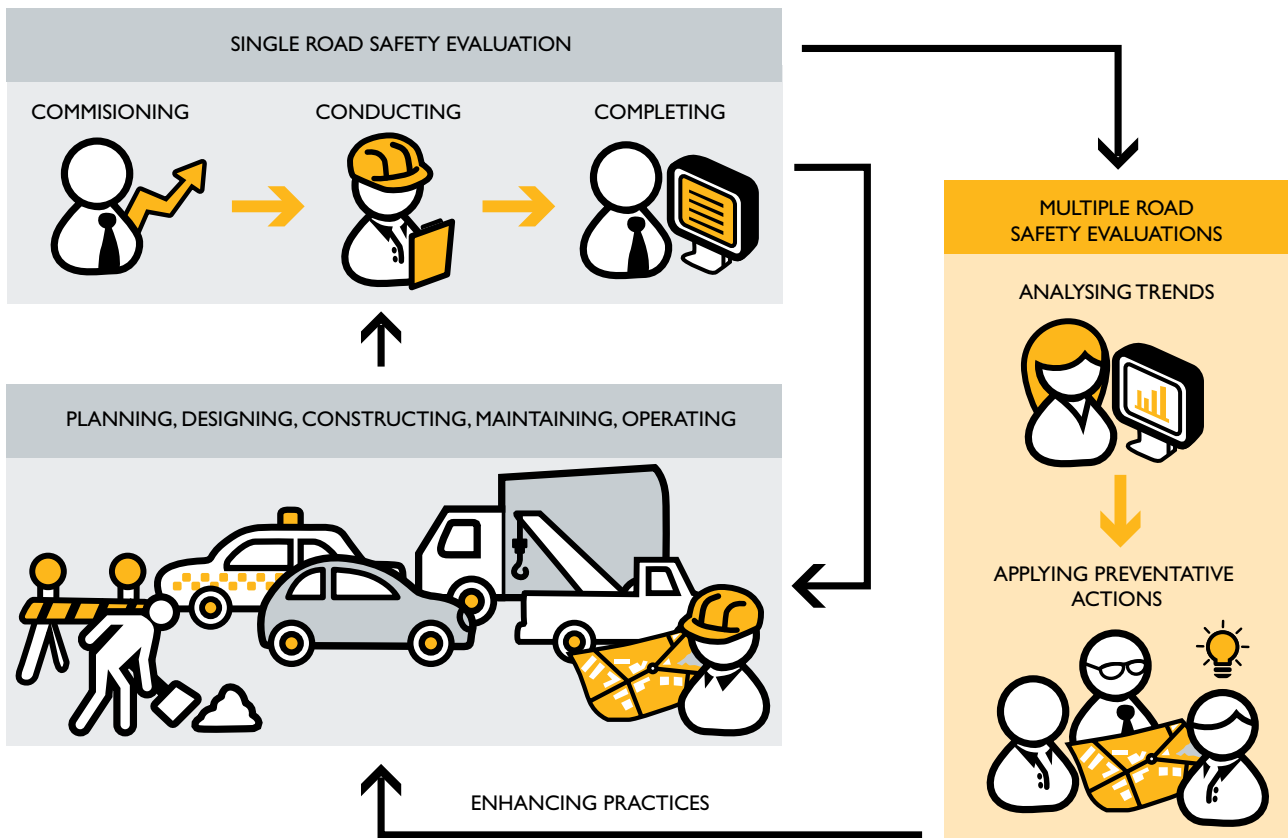 SINGLE ROAD SAFETY EVALUATION
COMMISIONING
CONDUCTING
COMPLETING
MULTIPLE ROAD
SAFETY EVALUATIONS
ANALYSING TRENDS
PLANNING, DESIGNING, CONSTRUCTING, MAINTAINING, OPERATING
APPLYING PREVENTATIVE
ACTIONS
ENHANCING PRACTICES